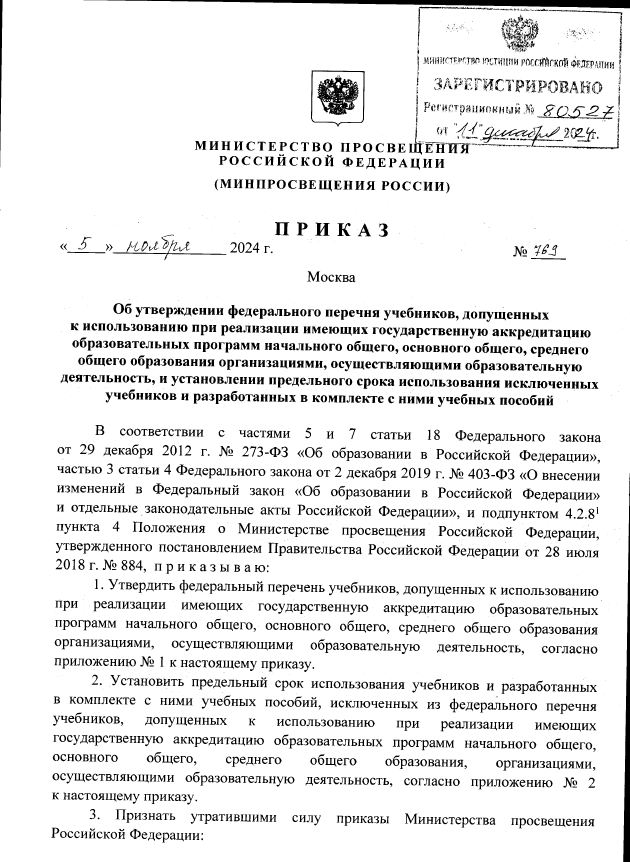 МИНИСТЕРСТВО ЮСТИЦИИ РОССИЙСКОЙ ФЕДЕРАЦИИ
ЗАРЕГИСТРИРОВАНО
Регистрационный № 80527
от "11" декабря 2024г.
МИНИСТЕРСТВО ПРОСВЕЩЕНИЯ
РОССИЙСКОЙ ФЕДЕРАЦИИ
(МИНПРОСВЕЩЕНИЯ РОССИИ)
ПРИКАЗ
« 5 » ноября 2024 г.
№ 769
Москва
Об утверждении федерального перечня учебников, допущенных
к использованию при реализации имеющих государственную аккредитацию
образовательных программ начального общего, основного общего, среднего
общего образования организациями, осуществляющими образовательную
деятельность, и установлении предельного срока использования исключенных
учебников и разработанных в комплекте с ними учебных пособий
В соответствии с частями 5 и 7 статьи 18 Федерального закона
от 29 декабря 2012 г. № 273-ФЗ «Об образовании в Российской Федерации»,
частью 3 статьи 4 Федерального закона от 2 декабря 2019 г. № 403-ФЗ «О внесении
изменений в Федеральный закон «Об образовании в Российской Федерации»
и отдельные законодательные акты Российской Федерации», и подпунктом 4.2.8¹
пункта 4 Положения о Министерстве просвещения Российской Федерации,
утвержденного постановлением Правительства Российской Федерации от 28 июля
2018 г. № 884, п р и к а з ы в а ю:
1. Утвердить федеральный перечень учебников, допущенных к использованию
при реализации имеющих государственную аккредитацию образовательных
программ начального общего, основного общего, среднего общего образования
организациями, осуществляющими образовательную деятельность, согласно
приложению № 1 к настоящему приказу.
2. Установить предельный срок использования учебников и разработанных
в комплекте с ними учебных пособий, исключенных из федерального перечня
учебников, допущенных к использованию при реализации имеющих
государственную аккредитацию образовательных программ начального общего,
основного общего, среднего общего образования, организациями,
осуществляющими образовательную деятельность, согласно приложению № 2
к настоящему приказу.
3. Признать утратившими силу приказы Министерства просвещения
Российской Федерации: